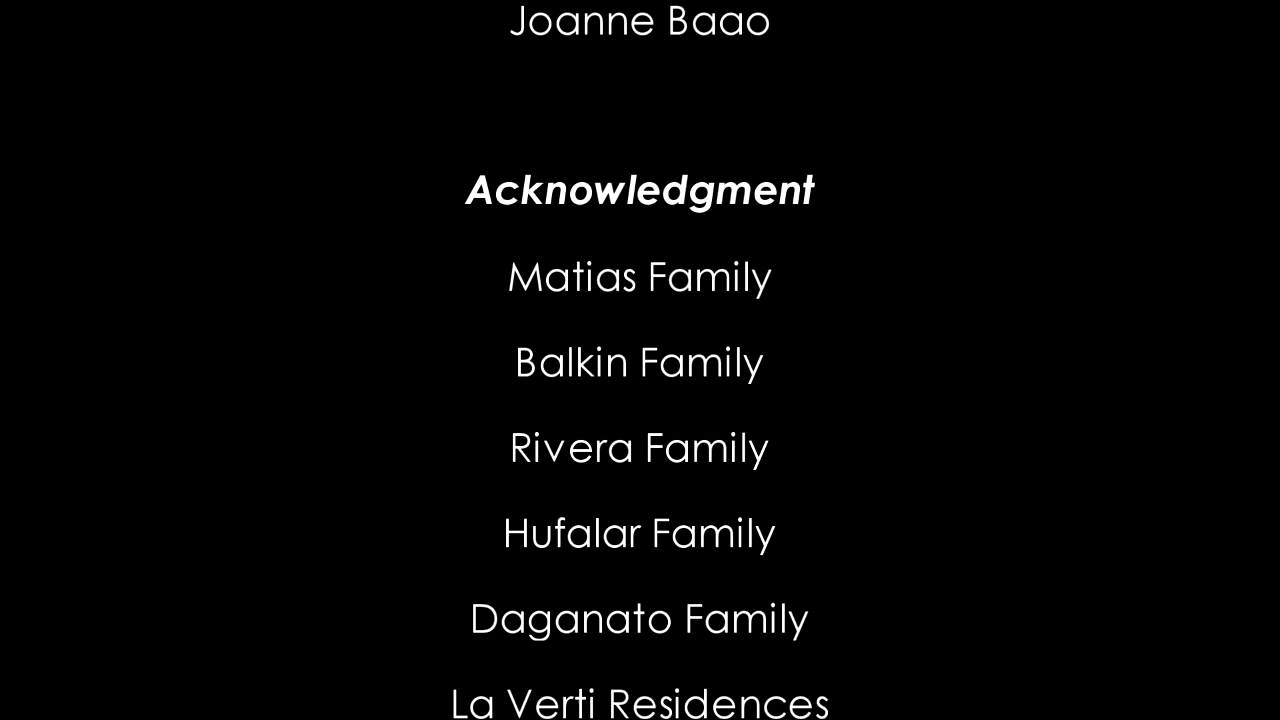 Joanne Baao
Acknowledgment
Matias Family
Balkin Family
Rivera Family
Hufalar Family
Daganato Family
La Verti Residences